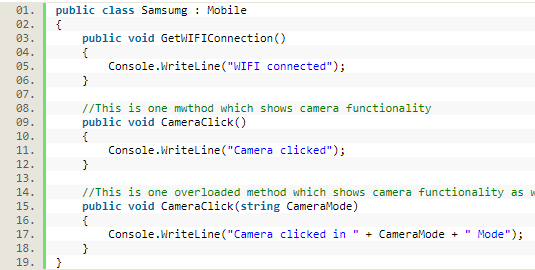 01. public class Samsumg : Mobile
02. {
03. public void GetWIFIConnection()
04. {
05. Console.WriteLine("WIFI connected");
06. }
07.
08. //This is one mwthod which shows camera functionality
09. public void CameraClick()
10. {
11. Console.WriteLine("Camera clicked");
12. }
13.
14. //This is one overloaded method which shows camera functionality as
15. public void CameraClick(string CameraMode)
16. {
17. Console.WriteLine("Camera clicked in " + CameraMode + " Mode");
18. }
19. }